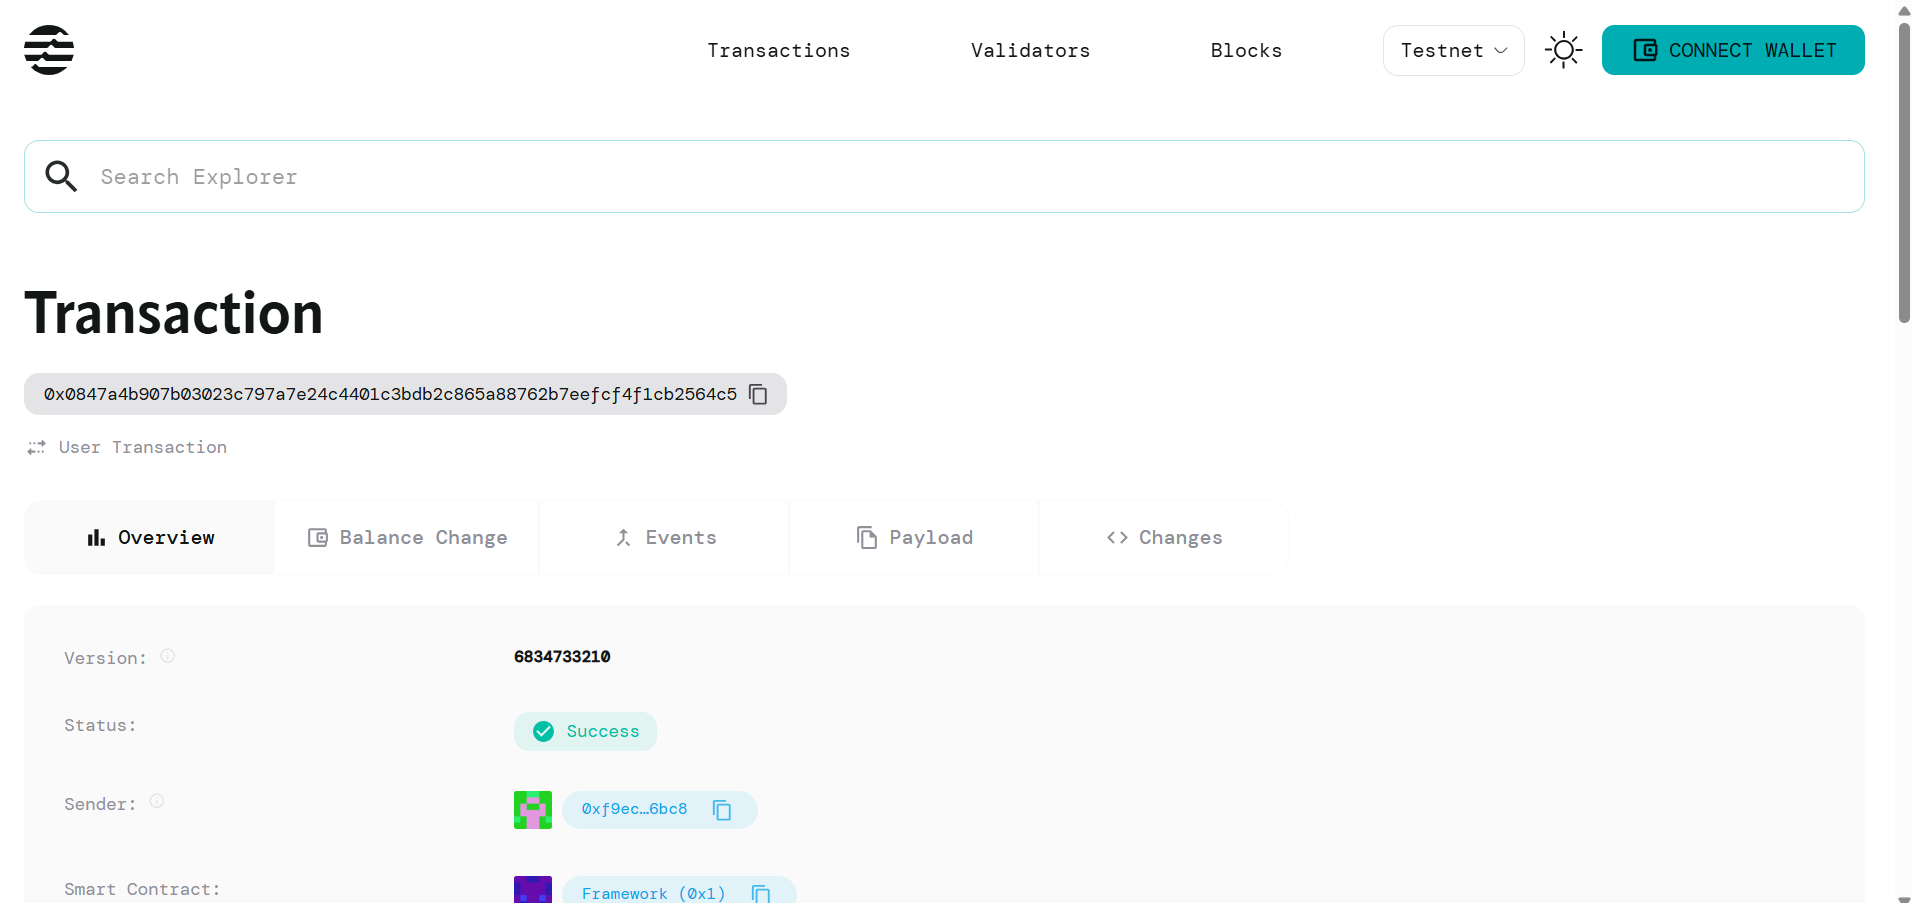 Transactions
Validators
Blocks
Testnet
CONNECT WALLET
Search Explorer
Transaction
0x0847a4b907b03023c797a7e24c4401c3bdb2c865a88762b7eefcf4f1cb2564c5
User Transaction
Overview
Balance Change
Events
Payload
Changes
Version:
6834733210
Status:
Success
Sender:
0xf9ec…6bc8
Smart Contract:
Framework (0x1)